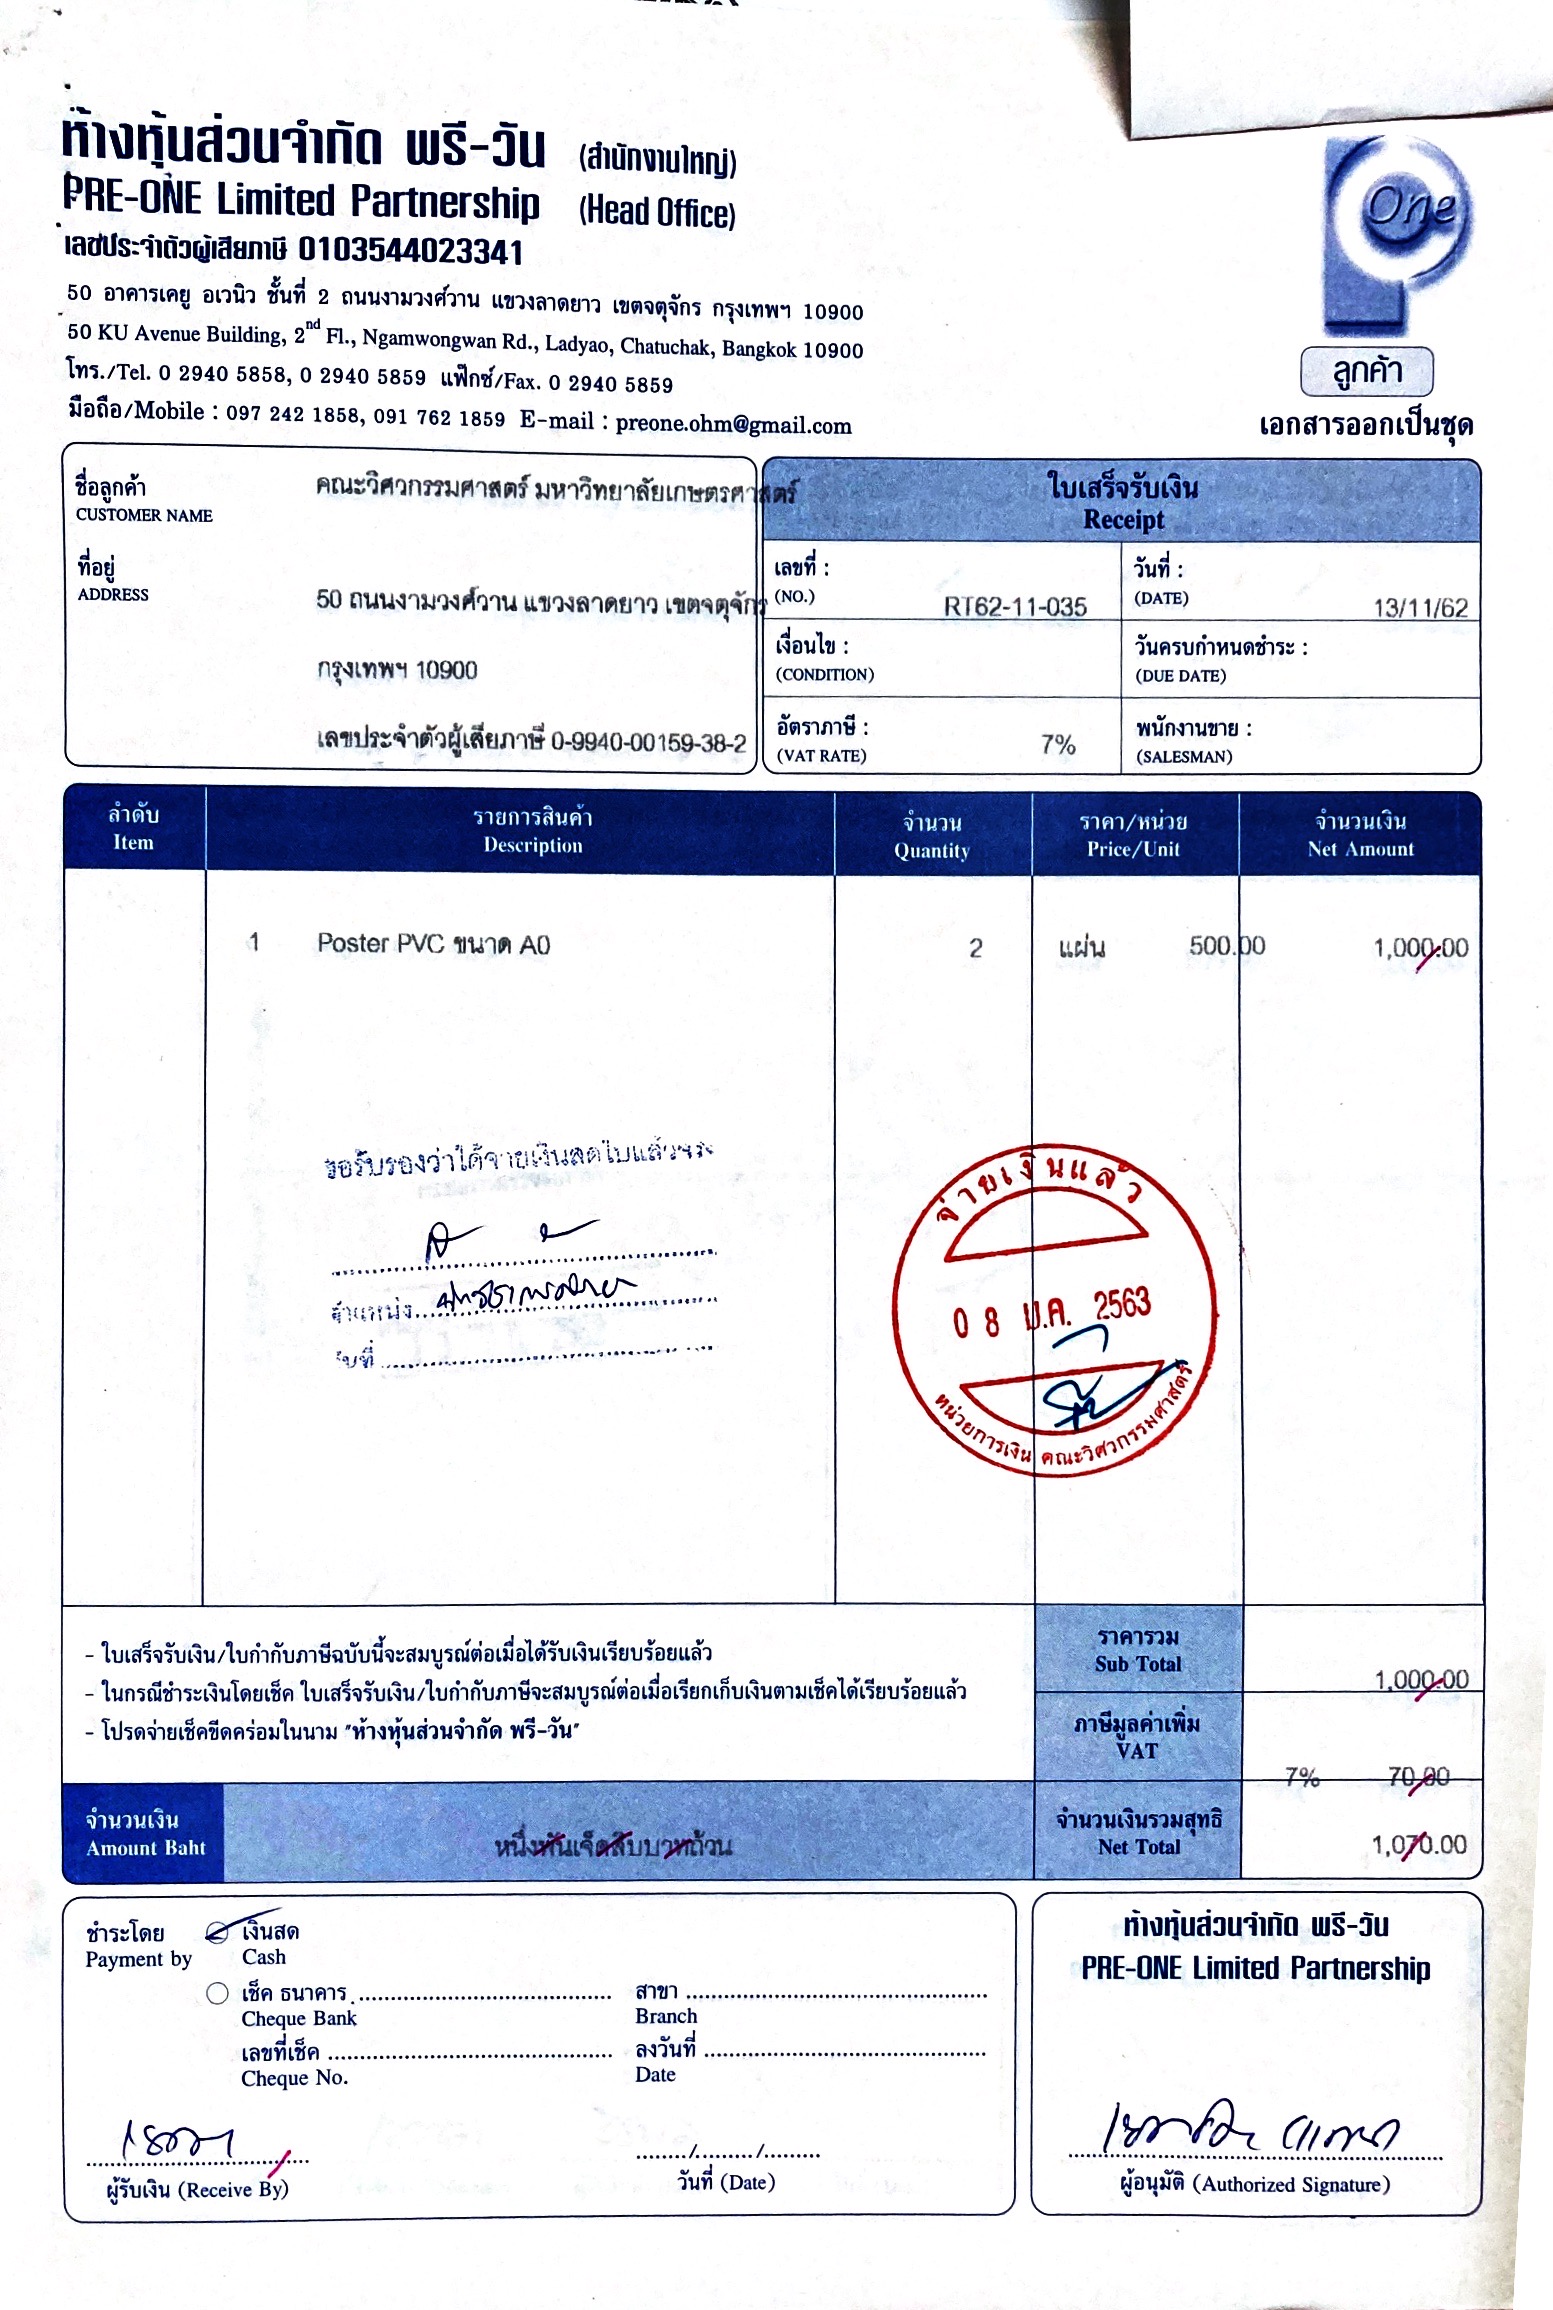 ห้างหุ้นส่วนจำกัด พรี-วัน (สำนักงานใหญ่)
PRE-ONE Limited Partnership (Head Office)
เลขประจำตัวผู้เสียภาษี 0103544023341
50 อาคารเคยู อเวนิว ชั้นที่ 2 ถนนงามวงศ์วาน แขวงลาดยาว เขตจตุจักร กรุงเทพฯ 10900
50 KU Avenue Building, 2nd Fl., Ngamwongwan Rd., Ladyao, Chatuchak, Bangkok 10900
โทร./Tel. 0 2940 5858, 0 2940 5859 แฟ็กซ์/Fax. 0 2940 5859
มือถือ/Mobile : 097 242 1858, 091 762 1859 E-mail : preone.ohm@gmail.com
One
ลูกค้า
เอกสารออกเป็นชุด
ชื่อลูกค้า คณะวิศวกรรมศาสตร์ มหาวิทยาลัยเกษตรศาสตร์
CUSTOMER NAME
ที่อยู่
ADDRESS
50 ถนนงามวงศ์วาน แขวงลาดยาว เขตจตุจักร
กรุงเทพฯ 10900
เลขประจำตัวผู้เสียภาษี 0-9940-00159-38-2
ใบเสร็จรับเงิน
Receipt
เลขที่ :
(NO.) RT62-11-035
วันที่ :
(DATE) 13/11/62
เงื่อนไข :
(CONDITION)
วันครบกำหนดชำระ :
(DUE DATE)
อัตราภาษี :
(VAT RATE) 7%
พนักงานขาย :
(SALESMAN)
ลำดับ รายการสินค้า จำนวน ราคา/หน่วย จำนวนเงิน
Item Description Quantity Price/Unit Net Amount
1 Poster PVC ขนาด A0 2 แผ่น 500.00 1,000.00
ขอรับรองว่าได้จ่ายเงินสดไปแล้วจริง
ตำแหน่ง
วันที่
จ่ายเงินแล้ว
08 ม.ค. 2563
หน่วยการเงิน คณะวิศวกรรมศาสตร์
- ใบเสร็จรับเงิน/ใบกำกับภาษีฉบับนี้จะสมบูรณ์ต่อเมื่อได้รับเงินเรียบร้อยแล้ว
- ในกรณีชำระเงินโดยเช็ค ใบเสร็จรับเงิน/ใบกำกับภาษีจะสมบูรณ์ต่อเมื่อเรียกเก็บเงินตามเช็คได้เรียบร้อยแล้ว
- โปรดจ่ายเช็คขีดคร่อมในนาม "ห้างหุ้นส่วนจำกัด พรี-วัน"
ราคารวม
Sub Total 1,000.00
ภาษีมูลค่าเพิ่ม
VAT 7% 70.00
จำนวนเงิน
Amount Baht
หนึ่งพันเจ็ดสิบบาทถ้วน
จำนวนเงินรวมสุทธิ
Net Total 1,070.00
ชำระโดย เงินสด
Payment by Cash
เช็ค ธนาคาร สาขา
Cheque Bank Branch
เลขที่เช็ค ลงวันที่
Cheque No. Date
ผู้รับเงิน (Receive By)
วันที่ (Date)
ห้างหุ้นส่วนจำกัด พรี-วัน
PRE-ONE Limited Partnership
ผู้อนุมัติ (Authorized Signature)